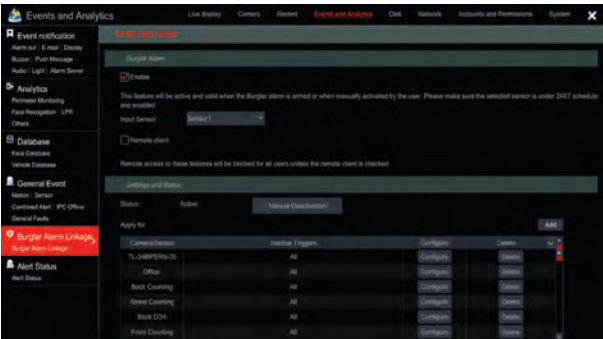 Events and Analytics
Live display Camera Record Events and Analytics Disk Network Accounts and Permissions System X
Event notification
Alarm out E-mail Display
Buzzer Push Message
Audio Light Alarm Server
Analytics
Perimeter Monitoring
Face Recognition LPR
Others
Database
Face Database
Vehicle Database
General Event
Motion Sensor
Combined Alert IPC Offline
General Faults
Burglar Alarm Linkage
Burglar Alarm Linkage
Alert Status
Alert Status
Burglar Alarm Linkage
Burglar Alarm
Enable
This feature will be active and valid when the Burglar alarm is armed or when manually activated by the user. Please make sure the selected sensor is under 24X7 schedule
and enabled
Input Sensor Sensor1
Remote client
Remote access to these features will be blocked for all users unless the remote client is checked
Settings and Status
Status: Active Manual Deactivation
Apply for Add
Camera/Sensor Inactive Triggers Configure Delete
TL-348IPERN-36 All Configure Delete
Office All Configure Delete
Back Counting All Configure Delete
Street Counting All Configure Delete
Back DDA All Configure Delete
Front Counting All Configure Delete